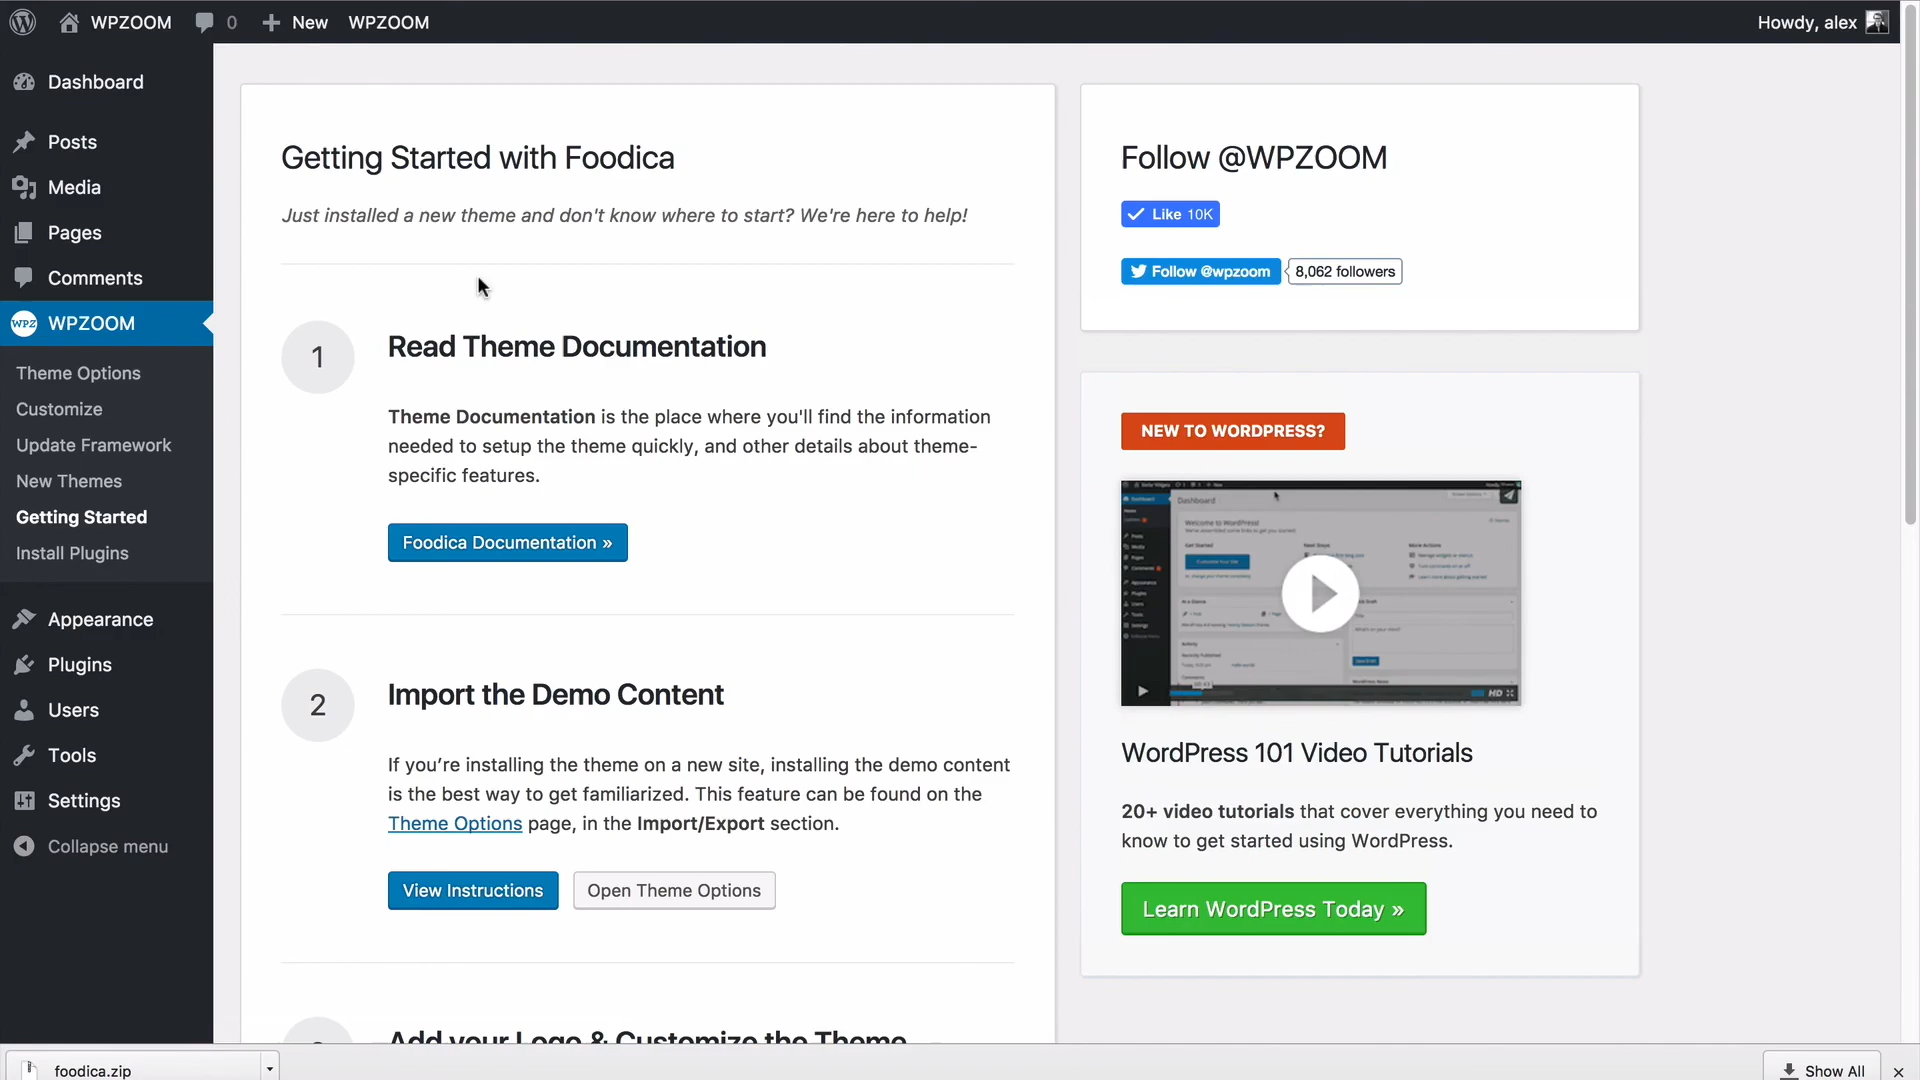 WPZOOM 0 New WPZOOM Howdy, alex
Dashboard
Posts
Media
Pages
Comments
WPZ WPZOOM
Theme Options
Customize
Update Framework
New Themes
Getting Started
Install Plugins
Appearance
Plugins
Users
Tools
Settings
Collapse menu
Getting Started with Foodica
Just installed a new theme and don't know where to start? We're here to help!
1
Read Theme Documentation
Theme Documentation is the place where you'll find the information
needed to setup the theme quickly, and other details about theme-
specific features.
Foodica Documentation »
2
Import the Demo Content
If you’re installing the theme on a new site, installing the demo content
is the best way to get familiarized. This feature can be found on the
Theme Options page, in the Import/Export section.
View Instructions Open Theme Options
Add your Logo & Customize the Theme
Follow @WPZOOM
Like 10K
Follow @wpzoom 8,062 followers
NEW TO WORDPRESS?
Dashboard
Welcome to WordPress!
HD
WordPress 101 Video Tutorials
20+ video tutorials that cover everything you need to
know to get started using WordPress.
Learn WordPress Today »
foodica.zip
Show All